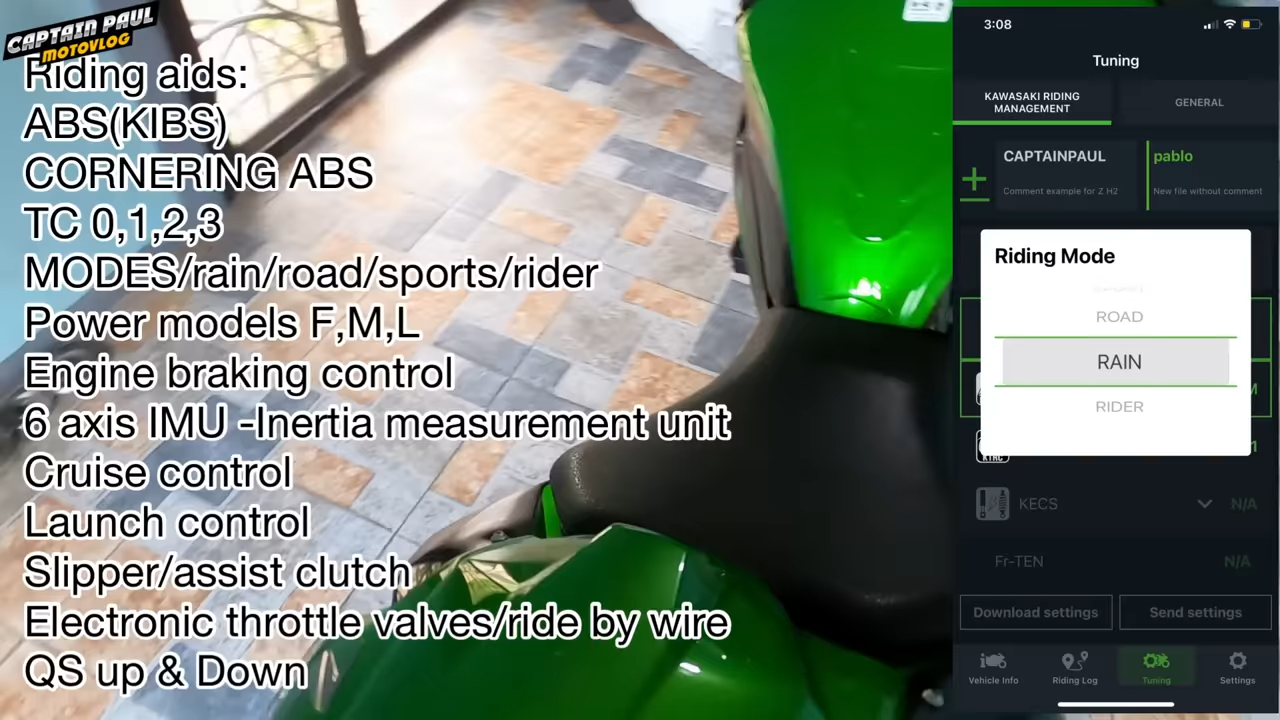 CAPTAIN PAUL
MOTOVLOG
Riding aids:
ABS(KIBS)
CORNERING ABS
TC 0,1,2,3
MODES/rain/road/sports/rider
Power models F,M,L
Engine braking control
6 axis IMU -Inertia measurement unit
Cruise control
Launch control
Slipper/assist clutch
Electronic throttle valves/ride by wire
QS up & Down
3:08
Tuning
KAWASAKI RIDING
MANAGEMENT
GENERAL
CAPTAINPAUL
Comment example for Z H2
pablo
New file without comment
Riding Mode
ROAD
RAIN
RIDER
M
1
KTRC
KECS
N/A
Fr-TEN
N/A
Download settings
Send settings
Vehicle Info
Riding Log
Tuning
Settings